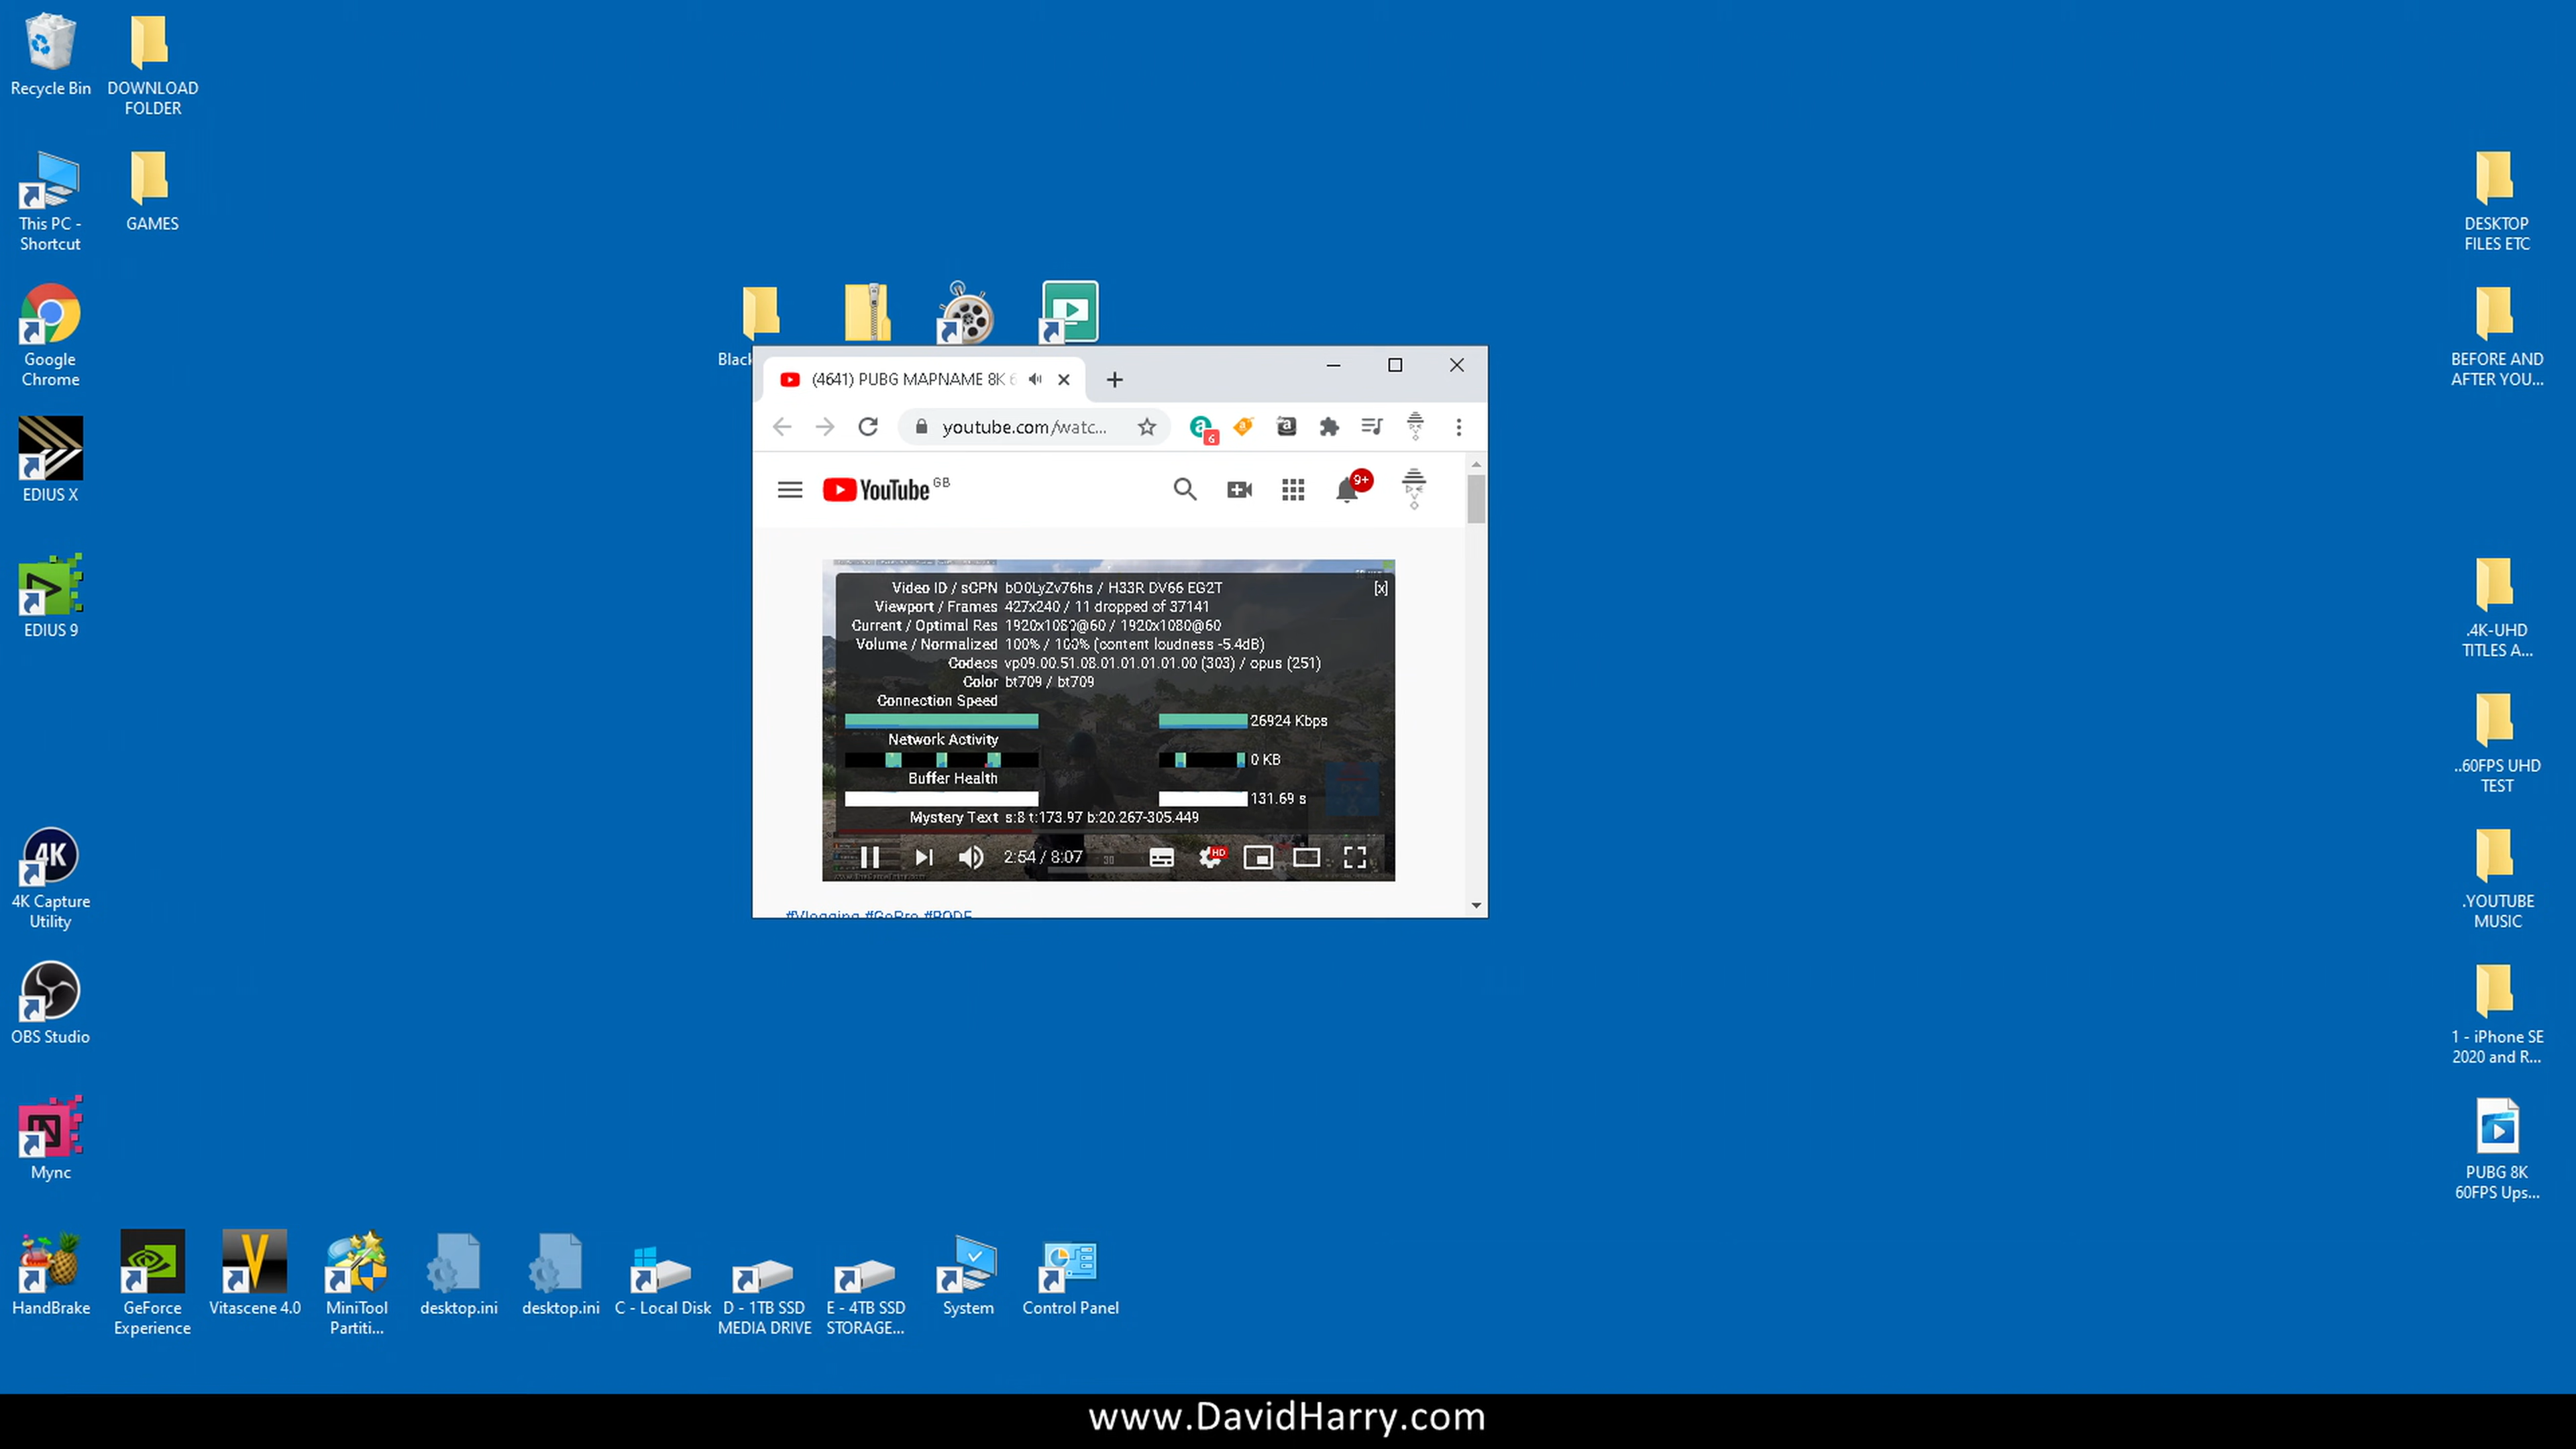 Recycle Bin
DOWNLOAD
FOLDER
This PC -
Shortcut
GAMES
DESKTOP
FILES ETC
Google
Chrome
Black
BEFORE AND
AFTER YOU...
(4641) PUBG MAPNAME 8K 6
youtube.com/watc...
6
YouTube GB
9+
EDIUS X
EDIUS 9
Video ID / sCPN bO0LyZv76hs / H33R DV66 EG2T
[x]
Viewport / Frames 427x240 / 11 dropped of 37141
Current / Optimal Res 1920x1080@60 / 1920x1080@60
Volume / Normalized 100% / 100% (content loudness -5.4dB)
Codecs vp09.00.51.08.01.01.01.01.00 (303) / opus (251)
Color bt709 / bt709
Connection Speed
26924 Kbps
Network Activity
0 KB
Buffer Health
131.69 s
Mystery Text s:8 t:173.97 b:20.267-305.449
2:54 / 8:07
HD
#Vlogging #GoPro #RODE
.4K-UHD
TITLES A...
..60FPS UHD
TEST
4K
4K Capture
Utility
.YOUTUBE
MUSIC
OBS Studio
1 - iPhone SE
2020 and R...
Mync
PUBG 8K
60FPS Ups...
HandBrake
GeForce
Experience
Vitascene 4.0
MiniTool
Partiti...
desktop.ini
desktop.ini
C - Local Disk
D - 1TB SSD
MEDIA DRIVE
E - 4TB SSD
STORAGE...
System
Control Panel
www.DavidHarry.com